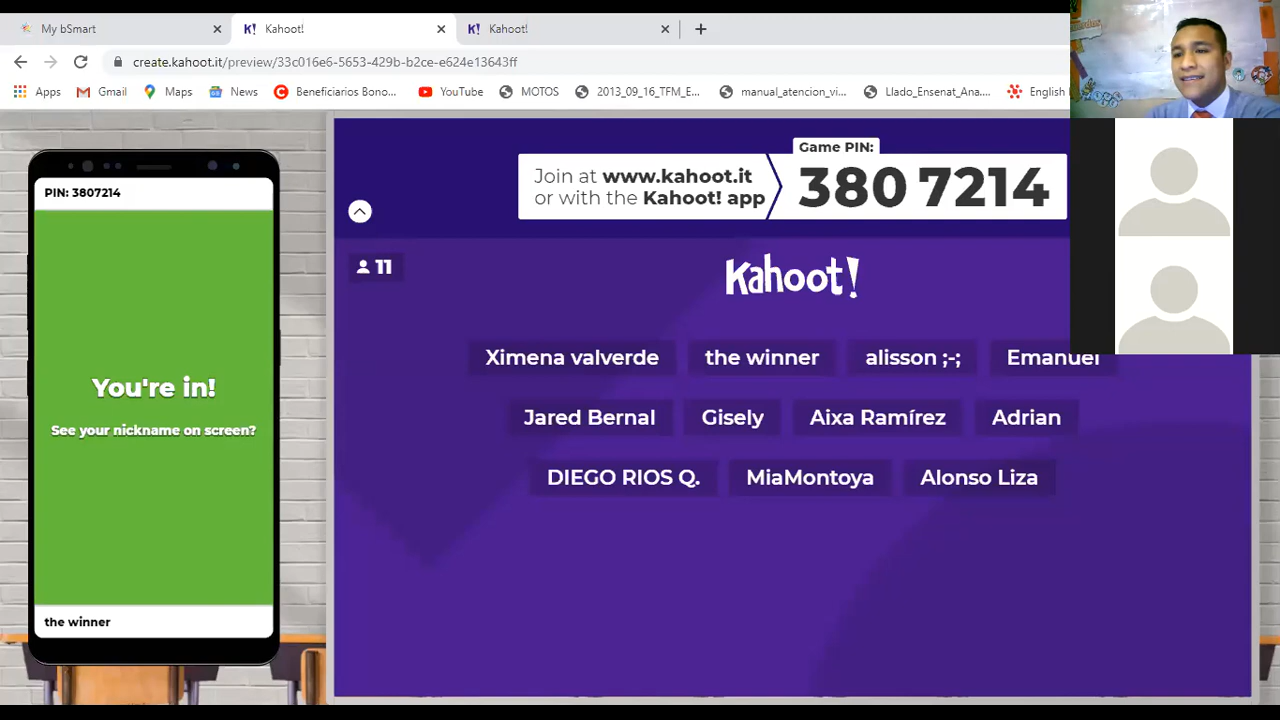 My bSmart
Kahoot!
Kahoot!
create.kahoot.it/preview/33c016e6-5653-429b-b2ce-e624e13643ff
Apps
Gmail
Maps
News
Beneficiarios Bono...
YouTube
MOTOS
2013_09_16_TFM_E...
manual_atencion_vi...
Llado_Ensenat_Ana....
English
PIN: 3807214
You're in!
See your nickname on screen?
the winner
Join at www.kahoot.it
or with the Kahoot! app
Game PIN:
380 7214
11
Kahoot!
Ximena valverde
the winner
alisson ;-;
Emanuel
Jared Bernal
Gisely
Aixa Ramírez
Adrian
DIEGO RIOS Q.
MiaMontoya
Alonso Liza